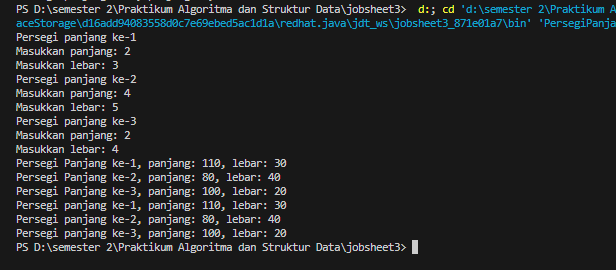 PS D:\semester 2\Praktikum Algoritma dan Struktur Data\jobsheet3> d:; cd 'd:\semester 2\Praktikum A
aceStorage\d16add94083558d0c7e69ebed5ac1d1a\redhat.java\jdt_ws\jobsheet3_871e01a7\bin' 'PersegiPanja
Persegi panjang ke-1
Masukkan panjang: 2
Masukkan lebar: 3
Persegi panjang ke-2
Masukkan panjang: 4
Masukkan lebar: 5
Persegi panjang ke-3
Masukkan panjang: 2
Masukkan lebar: 4
Persegi Panjang ke-1, panjang: 110, lebar: 30
Persegi Panjang ke-2, panjang: 80, lebar: 40
Persegi Panjang ke-3, panjang: 100, lebar: 20
Persegi Panjang ke-1, panjang: 110, lebar: 30
Persegi Panjang ke-2, panjang: 80, lebar: 40
Persegi Panjang ke-3, panjang: 100, lebar: 20
PS D:\semester 2\Praktikum Algoritma dan Struktur Data\jobsheet3>